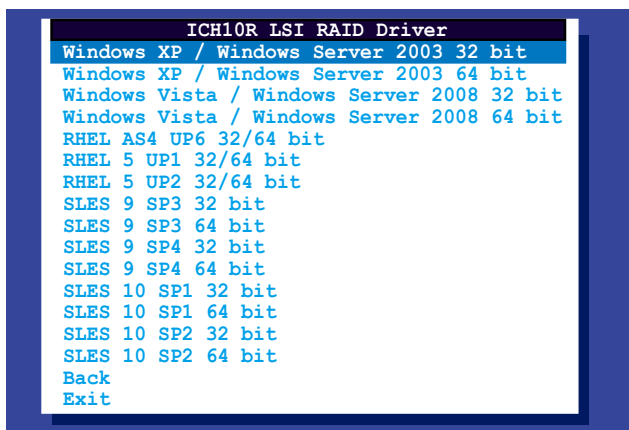 ICH10R LSI RAID Driver
Windows XP / Windows Server 2003 32 bit
Windows XP / Windows Server 2003 64 bit
Windows Vista / Windows Server 2008 32 bit
Windows Vista / Windows Server 2008 64 bit
RHEL AS4 UP6 32/64 bit
RHEL 5 UP1 32/64 bit
RHEL 5 UP2 32/64 bit
SLES 9 SP3 32 bit
SLES 9 SP3 64 bit
SLES 9 SP4 32 bit
SLES 9 SP4 64 bit
SLES 10 SP1 32 bit
SLES 10 SP1 64 bit
SLES 10 SP2 32 bit
SLES 10 SP2 64 bit
Back
Exit